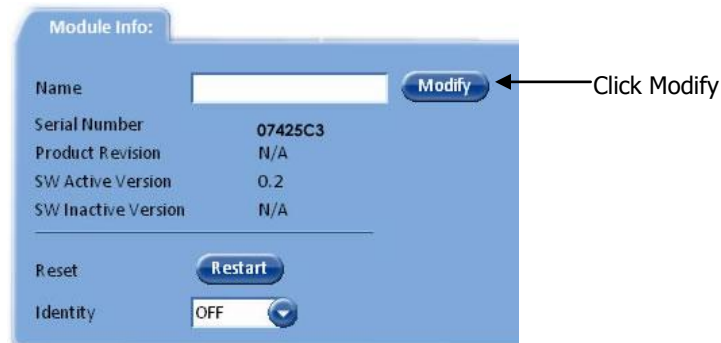 Module Info:
Name Modify Click Modify
Serial Number 07425C3
Product Revision N/A
SW Active Version 0.2
SW Inactive Version N/A
Reset Restart
Identity OFF